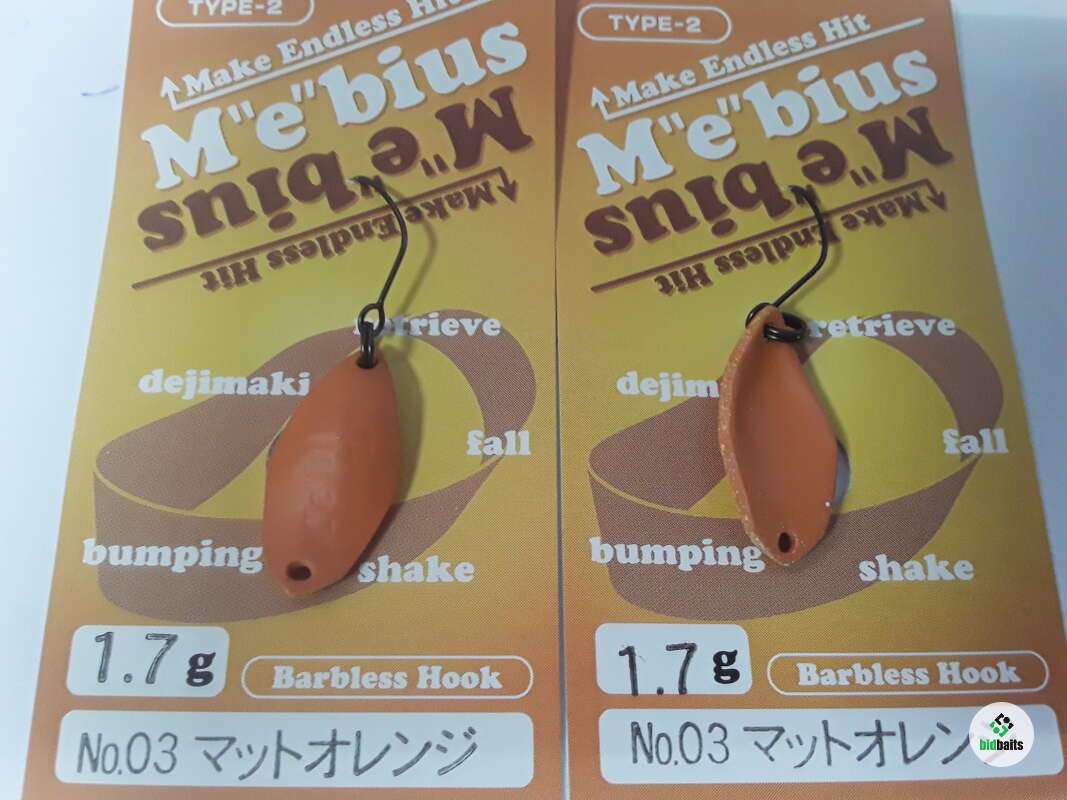 TYPE-2
Make Endless Hit
M"e"bius
M"e"bius
Make Endless Hit
retrieve
dejimaki
fall
bumping
shake
1.7g
Barbless Hook
No.03 マットオレンジ
TYPE-2
Make Endless Hit
M"e"bius
M"e"bius
Make Endless Hit
retrieve
dejim
fall
bumping
shake
1.7g
Barbless Hook
No.03 マットオレン
bidbaits